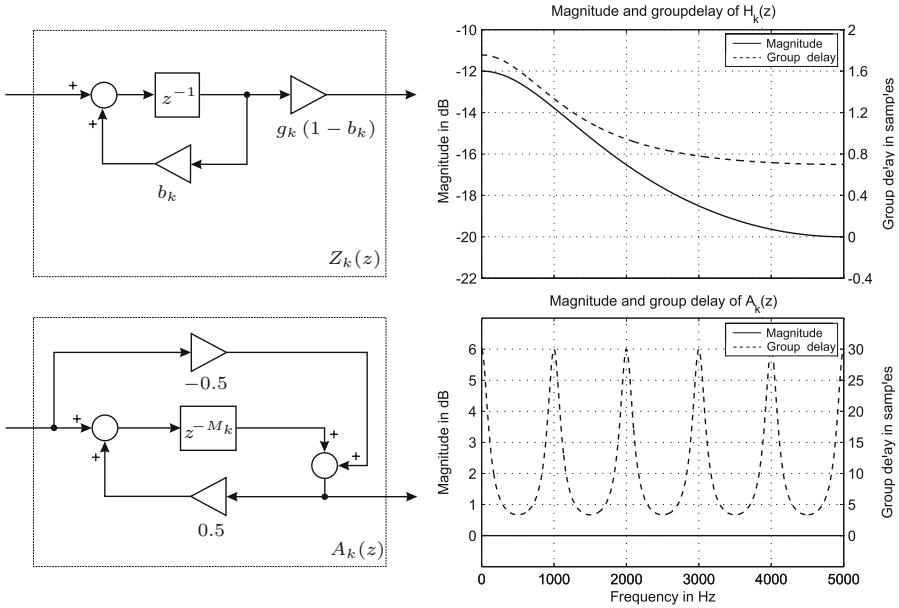 +
z⁻¹
+
g_k (1 − b_k)
b_k
Z_k(z)
Magnitude and groupdelay of H_k(z)
-10
-12
-14
-16
-18
-20
-22
2
1.6
1.2
0.8
0.4
0
-0.4
Magnitude
Group delay
Magnitude in dB
Group delay in samples
−0.5
+
z^{−M_k}
+
+
+
0.5
A_k(z)
Magnitude and group delay of A_k(z)
6
5
4
3
2
1
0
30
25
20
15
10
5
0
Magnitude
Group delay
Magnitude in dB
Group delay in samples
0 1000 2000 3000 4000 5000
Frequency in Hz